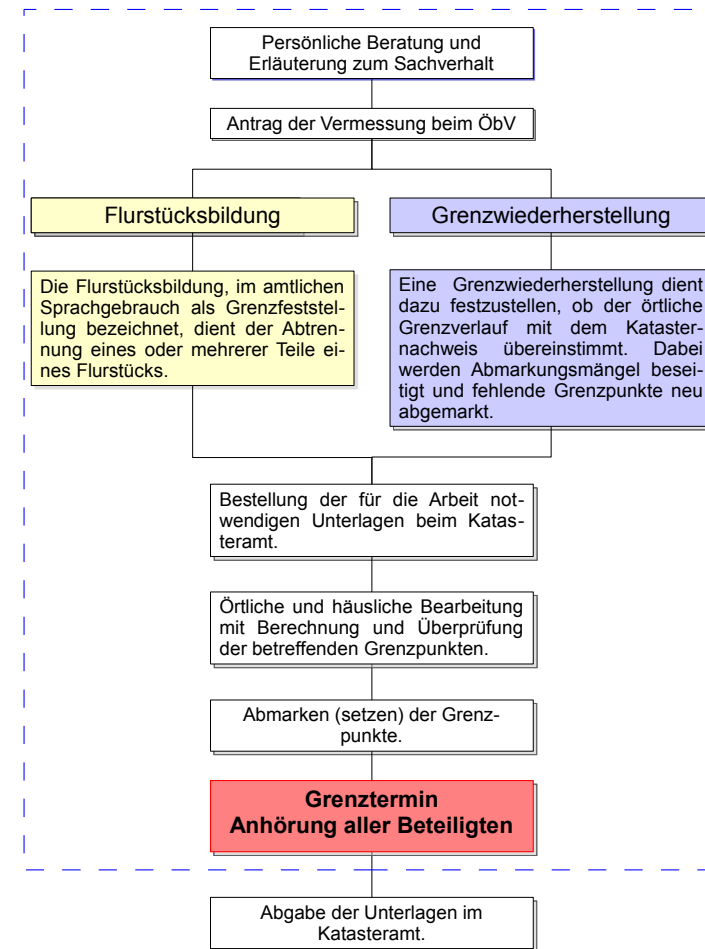 Persönliche Beratung und
Erläuterung zum Sachverhalt
Antrag der Vermessung beim ÖbV
Flurstücksbildung
Die Flurstücksbildung, im amtlichen
Sprachgebrauch als Grenzfeststel-
lung bezeichnet, dient der Abtren-
nung eines oder mehrerer Teile ei-
nes Flurstücks.
Grenzwiederherstellung
Eine Grenzwiederherstellung dient
dazu festzustellen, ob der örtliche
Grenzverlauf mit dem Kataster-
nachweis übereinstimmt. Dabei
werden Abmarkungsmängel besei-
tigt und fehlende Grenzpunkte neu
abgemarkt.
Bestellung der für die Arbeit not-
wendigen Unterlagen beim Katas-
teramt.
Örtliche und häusliche Bearbeitung
mit Berechnung und Überprüfung
der betreffenden Grenzpunkten.
Abmarken (setzen) der Grenz-
punkte.
Grenztermin
Anhörung aller Beteiligten
Abgabe der Unterlagen im
Katasteramt.